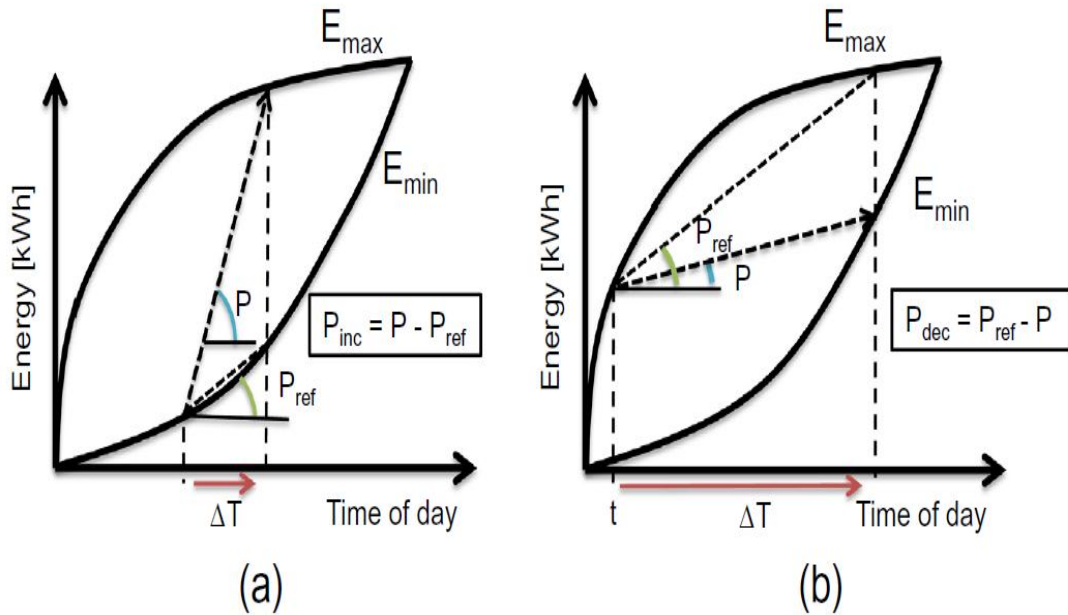 E_max
E_min
P
P_inc = P - P_ref
P_ref
Energy [kWh]
ΔT
Time of day
(a)
E_max
E_min
P_ref
P
P_dec = P_ref - P
Energy [kWh]
t
ΔT
Time of day
(b)